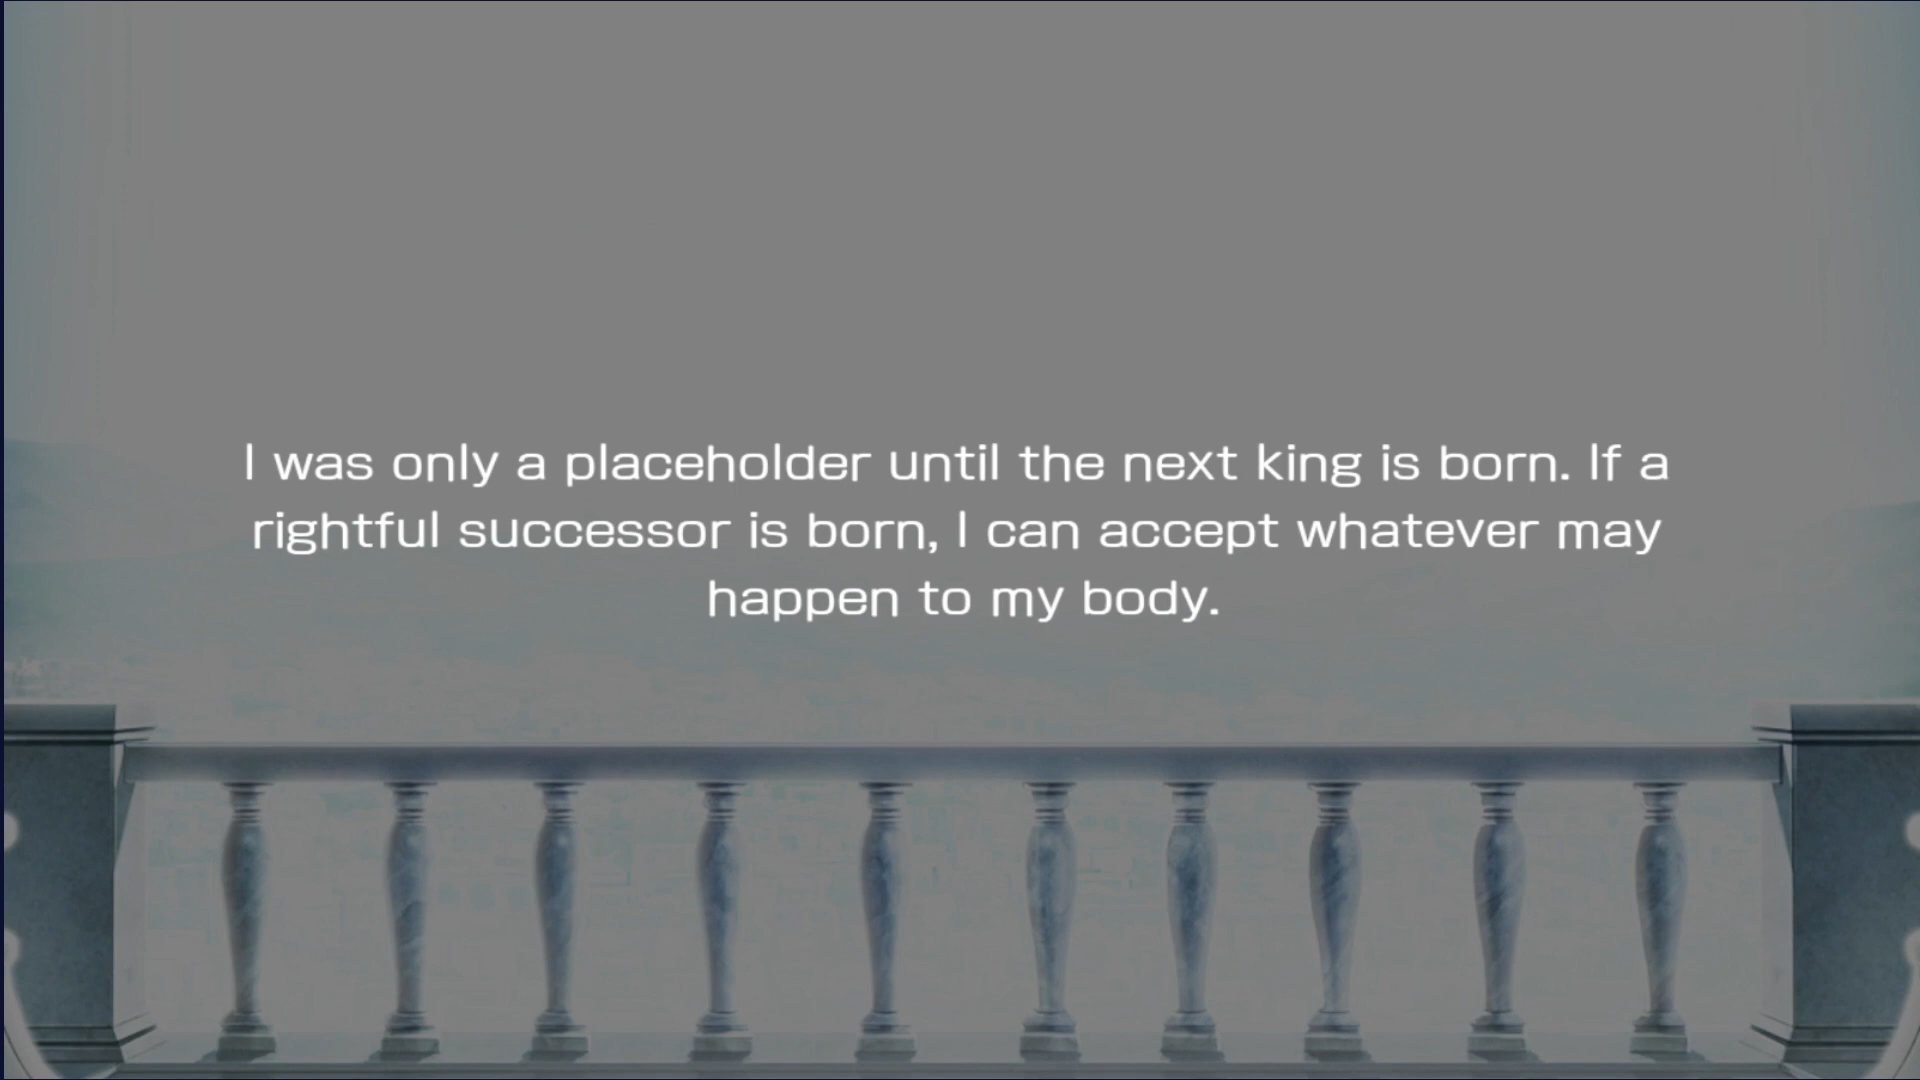 I was only a placeholder until the next king is born. If a
rightful successor is born, I can accept whatever may
happen to my body.